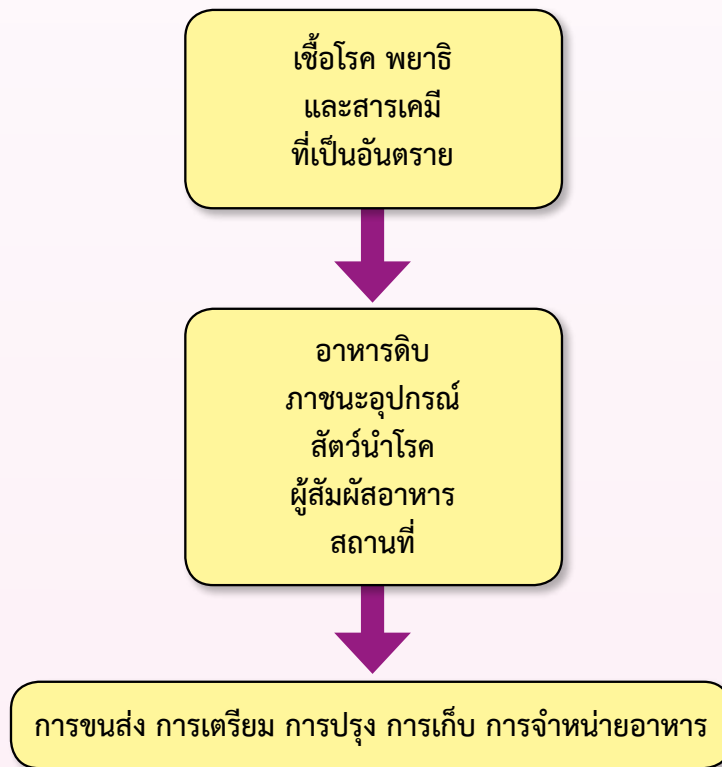 เชื้อโรค พยาธิ
และสารเคมี
ที่เป็นอันตราย
อาหารดิบ
ภาชนะอุปกรณ์
สัตว์นำโรค
ผู้สัมผัสอาหาร
สถานที่
การขนส่ง การเตรียม การปรุง การเก็บ การจำหน่ายอาหาร